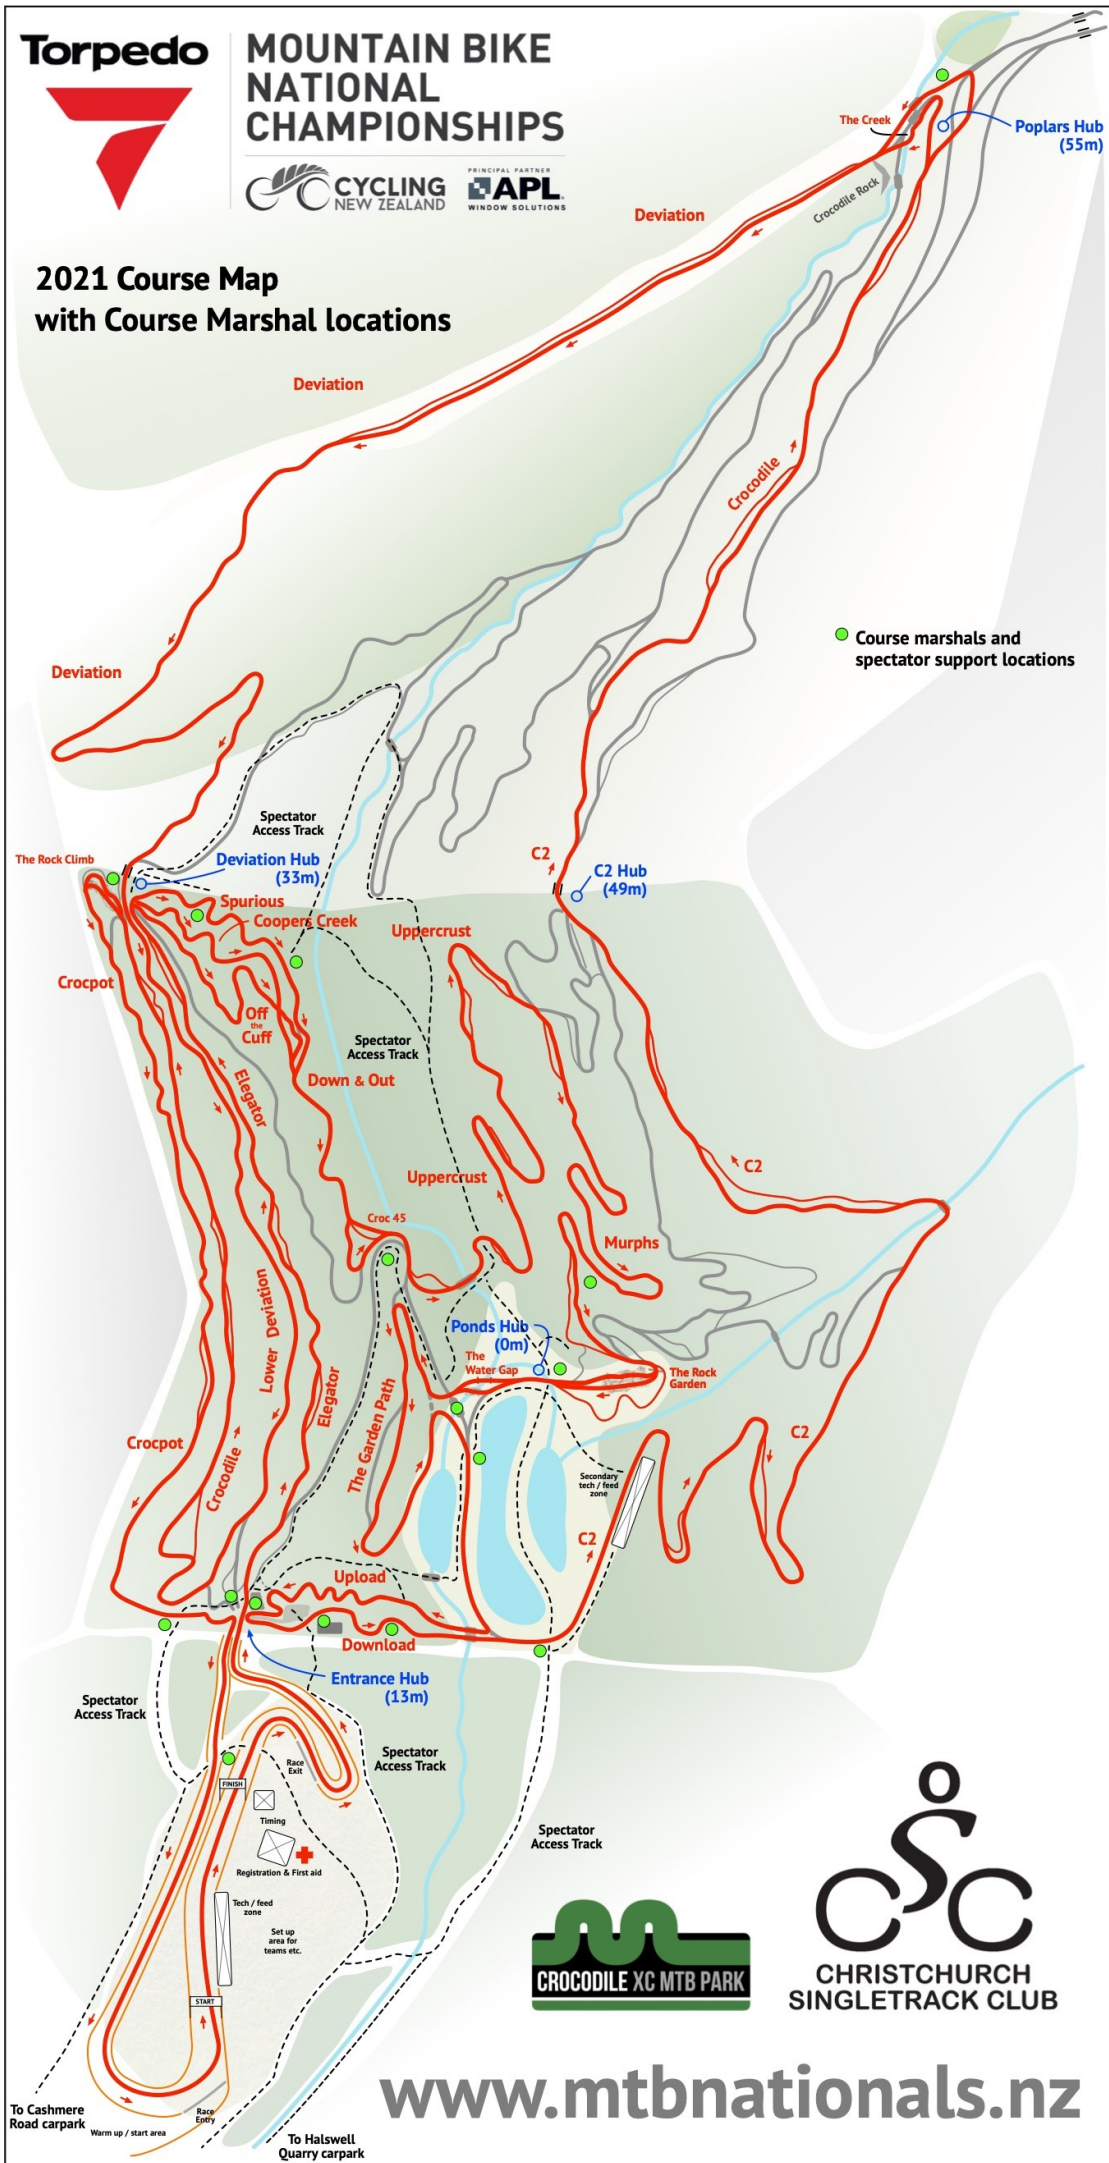 Torpedo
MOUNTAIN BIKE
NATIONAL
CHAMPIONSHIPS
CYCLING
NEW ZEALAND
PRINCIPAL PARTNER
APL
WINDOW SOLUTIONS
2021 Course Map
with Course Marshal locations
The Creek
Poplars Hub
(55m)
Crocodile Rock
Deviation
Deviation
Crocodile
Course marshals and
spectator support locations
Deviation
Spectator
Access Track
The Rock Climb
Deviation Hub
(33m)
C2
C2 Hub
(49m)
Spurious
Coopers Creek
Uppercrust
Crocpot
Off
the
Cuff
Spectator
Access Track
Down & Out
Elegator
C2
Uppercrust
Croc 45
Murphs
Lower Deviation
Ponds Hub
(0m)
The
Water Gap
The Rock
Garden
Elegator
The Garden Path
Crocpot
Crocodile
C2
Secondary
tech / feed
zone
C2
Upload
Download
Entrance Hub
(13m)
Spectator
Access Track
Spectator
Access Track
Race
Exit
FINISH
Timing
Registration & First aid
Spectator
Access Track
Tech / feed
zone
Set up
area for
teams etc.
START
CROCODILE XC MTB PARK
CSC
CHRISTCHURCH
SINGLETRACK CLUB
www.mtbnationals.nz
To Cashmere
Road carpark
Race
Entry
Warm up / start area
To Halswell
Quarry carpark